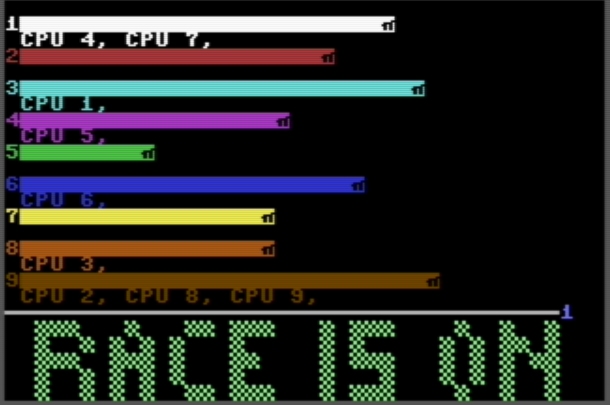 1
CPU 4, CPU 7,
2
3
CPU 1,
4
CPU 5,
5
6
CPU 6,
7
8
CPU 3,
9
CPU 2, CPU 8, CPU 9,
1
RACE IS ON